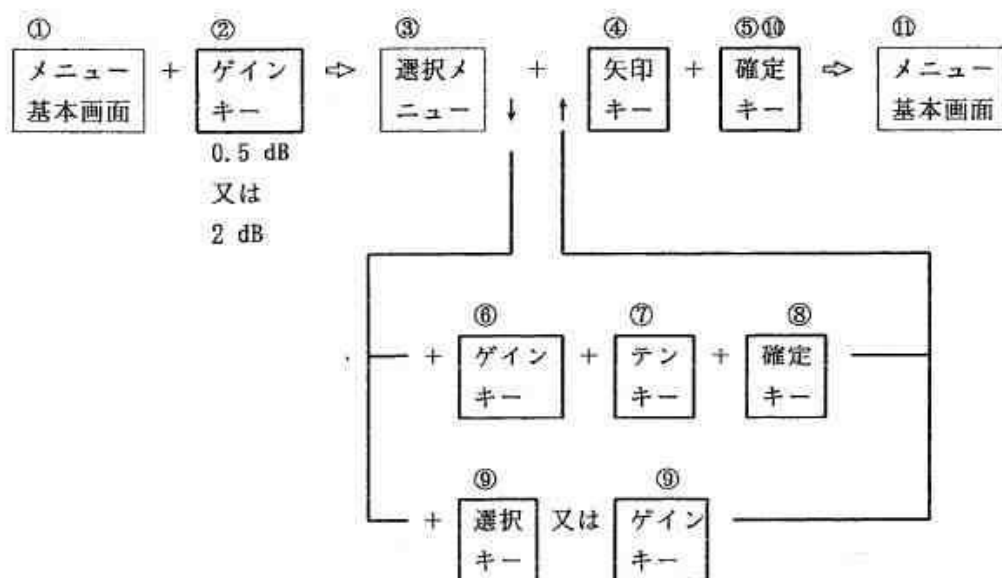 ① ② ③ ④ ⑤⑩ ⑪
メニュー + ゲイン ⇨ 選択メ + 矢印 + 確定 ⇨ メニュー
基本画面 キー ニュー ↓ ↑ キー キー 基本画面
0.5 dB
又は
2 dB
⑥ ⑦ ⑧
+ ゲイン + テン + 確定
キー キー キー
⑨ ⑨
+ 選択 又は ゲイン
キー キー